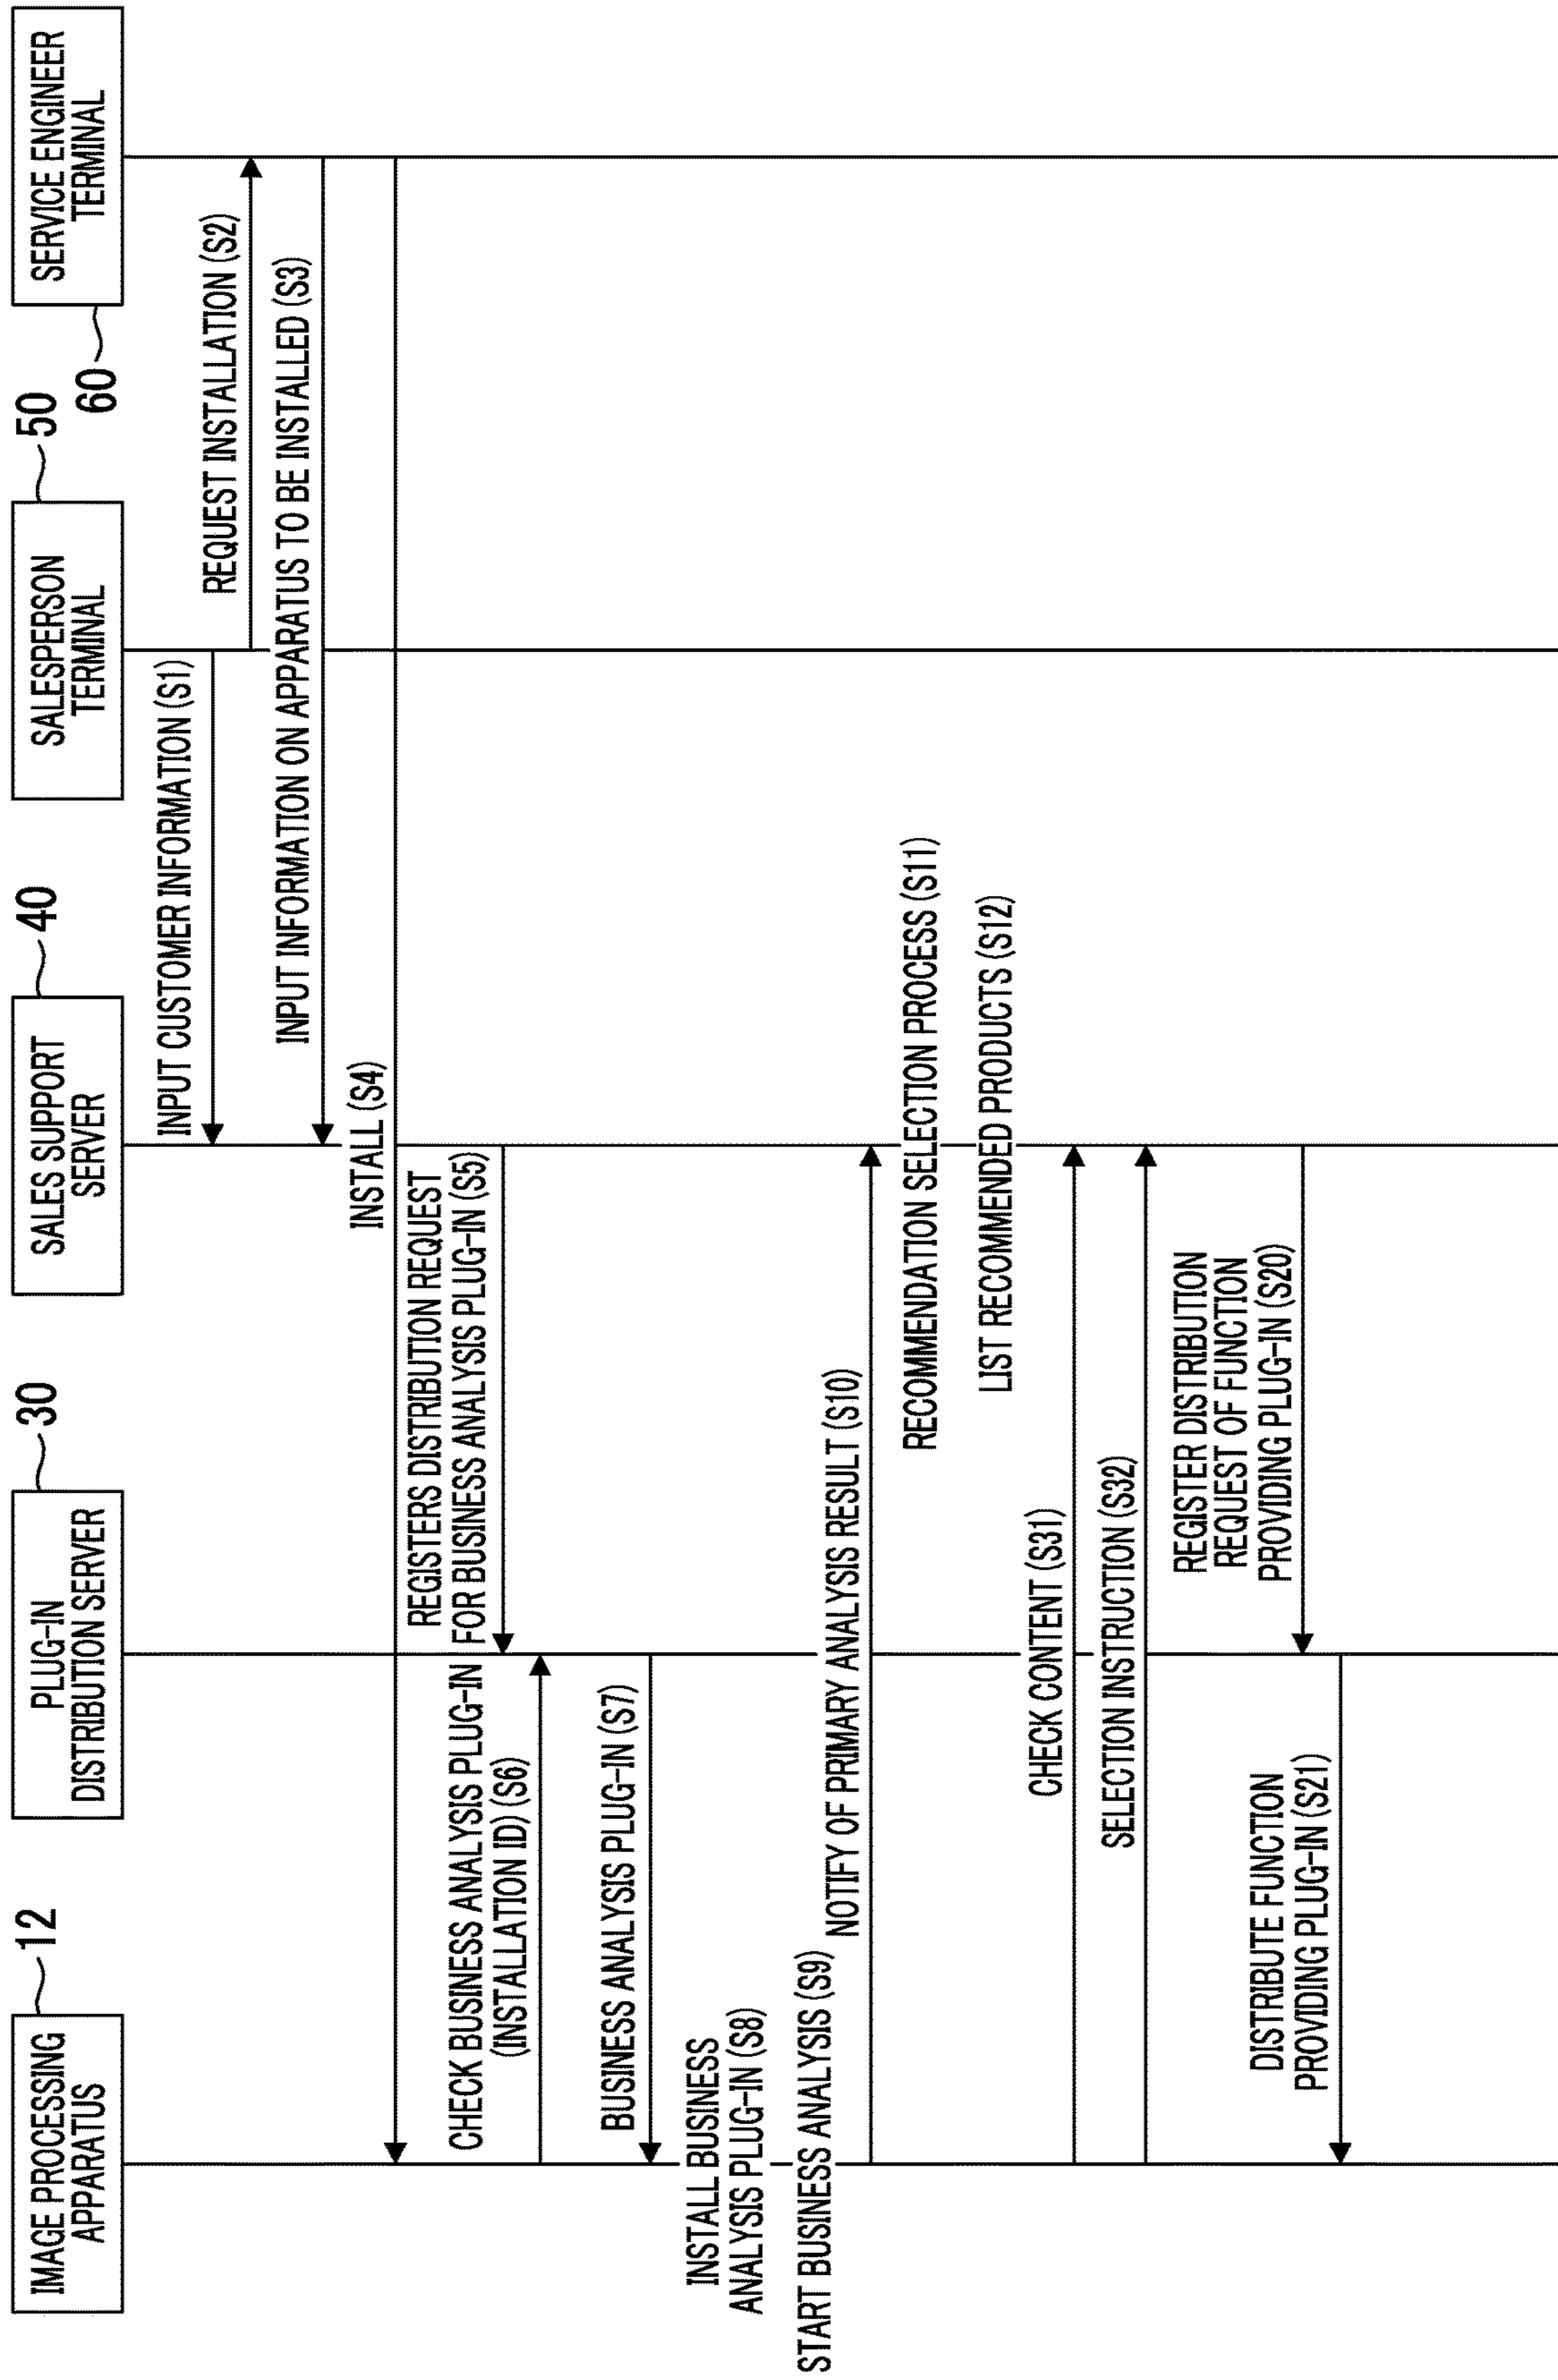 IMAGE PROCESSING
APPARATUS
12
PLUG-IN
DISTRIBUTION SERVER
30
SALES SUPPORT
SERVER
40
SALESPERSON
TERMINAL
50
SERVICE ENGINEER
TERMINAL
60
INPUT CUSTOMER INFORMATION (S1)
REQUEST INSTALLATION (S2)
INPUT INFORMATION ON APPARATUS TO BE INSTALLED (S3)
INSTALL (S4)
REGISTERS DISTRIBUTION REQUEST
FOR BUSINESS ANALYSIS PLUG-IN (S5)
CHECK BUSINESS ANALYSIS PLUG-IN
(INSTALLATION ID) (S6)
BUSINESS ANALYSIS PLUG-IN (S7)
INSTALL BUSINESS
ANALYSIS PLUG-IN (S8)
START BUSINESS ANALYSIS (S9)
NOTIFY OF PRIMARY ANALYSIS RESULT (S10)
RECOMMENDATION SELECTION PROCESS (S11)
LIST RECOMMENDED PRODUCTS (S12)
CHECK CONTENT (S31)
SELECTION INSTRUCTION (S32)
REGISTER DISTRIBUTION
REQUEST OF FUNCTION
PROVIDING PLUG-IN (S20)
DISTRIBUTE FUNCTION
PROVIDING PLUG-IN (S21)